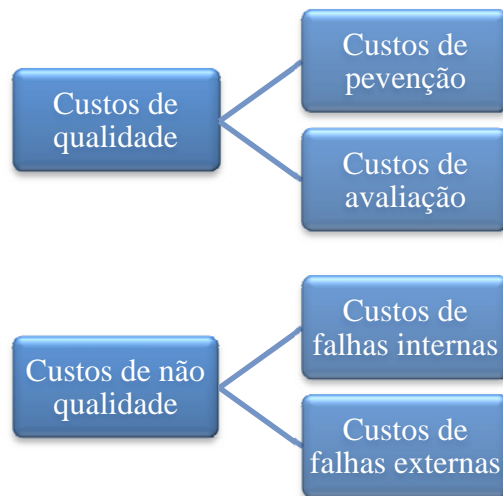 Custos de
qualidade
Custos de
pevenção
Custos de
avaliação
Custos de não
qualidade
Custos de
falhas internas
Custos de
falhas externas